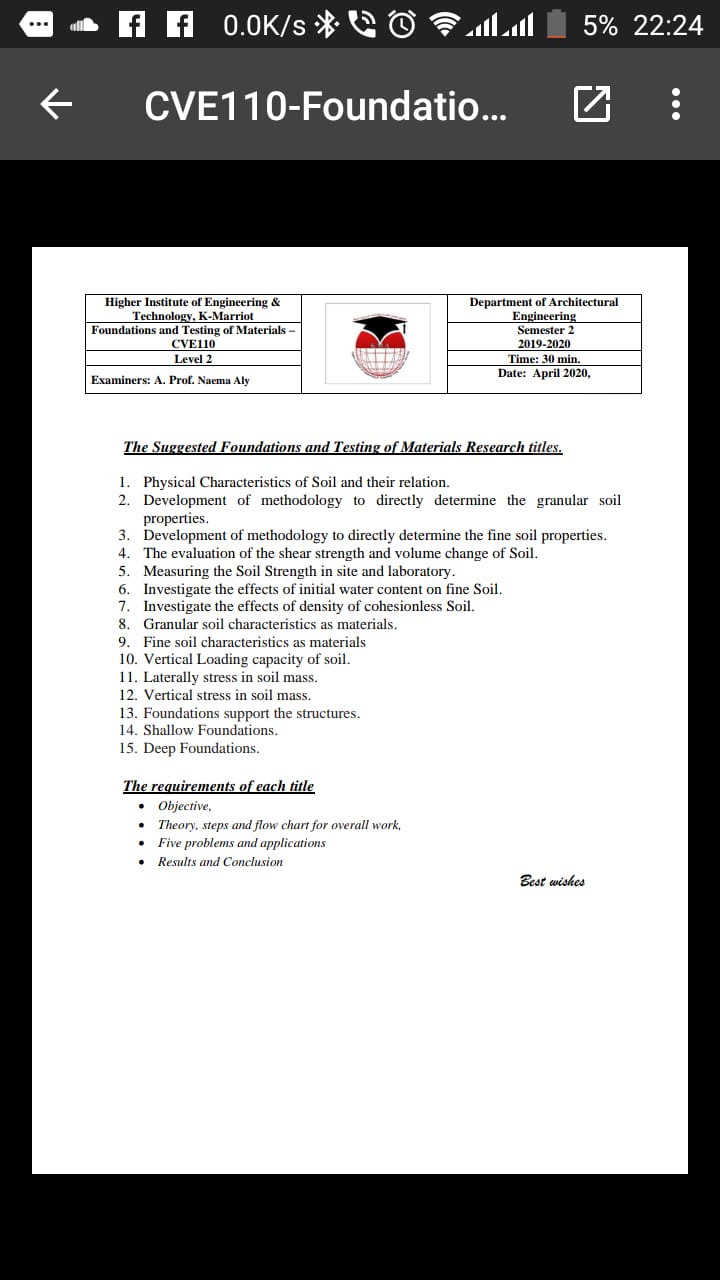 0.0K/s 5% 22:24
CVE110-Foundatio...
Higher Institute of Engineering &
Technology, K-Marriot
Foundations and Testing of Materials –
CVE110
Level 2
Examiners: A. Prof. Naema Aly
Department of Architectural
Engineering
Semester 2
2019-2020
Time: 30 min.
Date: April 2020,
The Suggested Foundations and Testing of Materials Research titles.
1. Physical Characteristics of Soil and their relation.
2. Development of methodology to directly determine the granular soil
properties.
3. Development of methodology to directly determine the fine soil properties.
4. The evaluation of the shear strength and volume change of Soil.
5. Measuring the Soil Strength in site and laboratory.
6. Investigate the effects of initial water content on fine Soil.
7. Investigate the effects of density of cohesionless Soil.
8. Granular soil characteristics as materials.
9. Fine soil characteristics as materials
10. Vertical Loading capacity of soil.
11. Laterally stress in soil mass.
12. Vertical stress in soil mass.
13. Foundations support the structures.
14. Shallow Foundations.
15. Deep Foundations.
The requirements of each title
• Objective,
• Theory, steps and flow chart for overall work,
• Five problems and applications
• Results and Conclusion
Best wishes